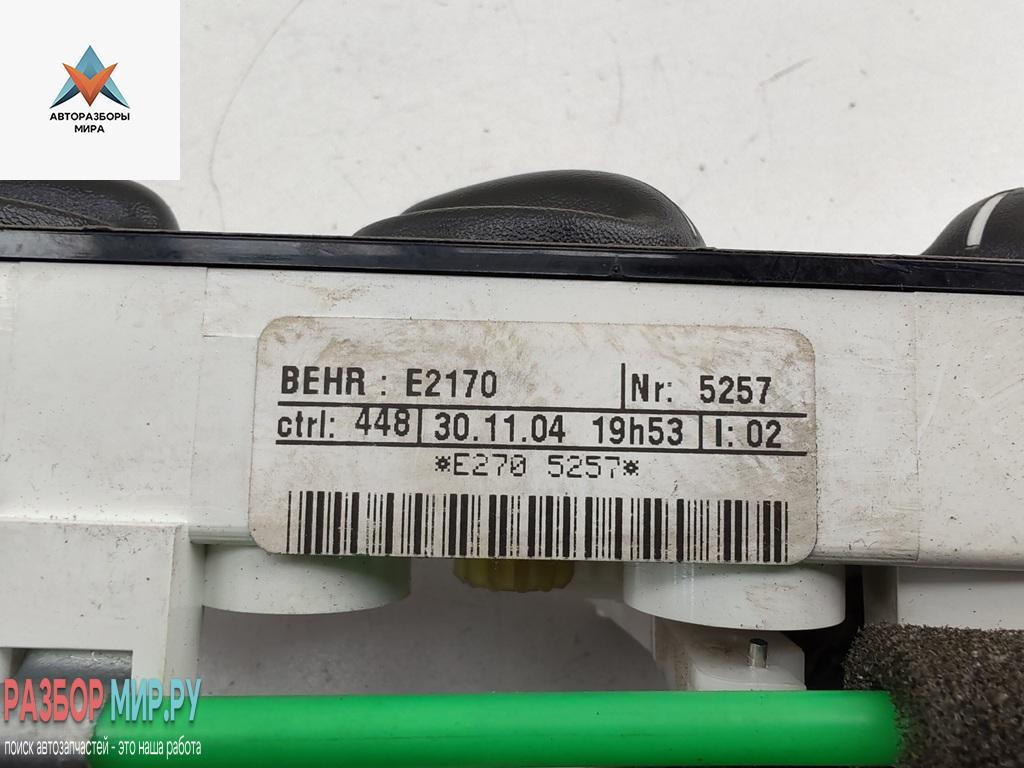 АВТОРАЗБОРЫ
МИРА
BEHR : E2170 Nr: 5257
ctrl: 448 30.11.04 19h53 I: 02
*E270 5257*
РАЗБОР МИР.РУ
поиск автозапчастей - это наша работа